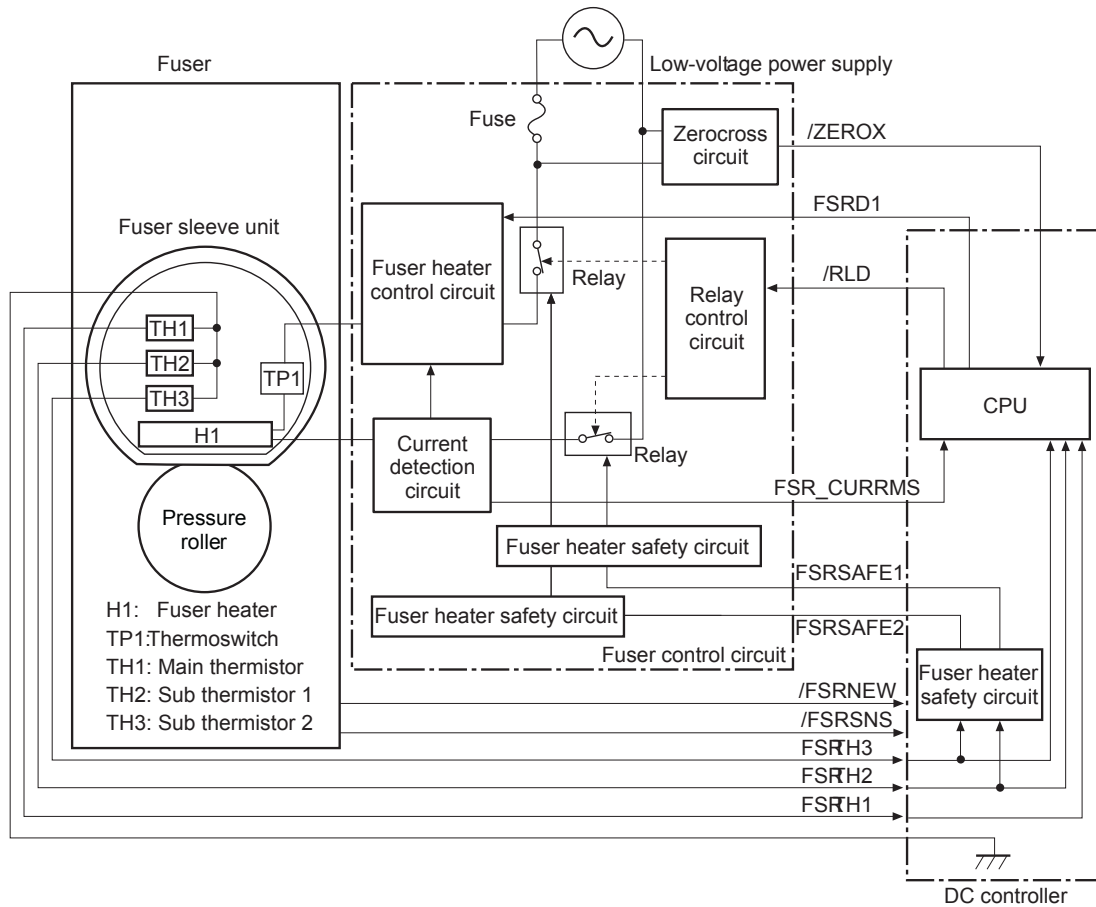 Fuser
Low-voltage power supply
Fuse
Zerocross
circuit
/ZEROX
FSRD1
Fuser sleeve unit
Fuser heater
control circuit
Relay
Relay
control
circuit
/RLD
TH1
TH2
TH3
TP1
H1
CPU
Current
detection
circuit
Relay
FSR_CURRMS
Pressure
roller
Fuser heater safety circuit
FSRSAFE1
Fuser heater safety circuit
FSRSAFE2
Fuser control circuit
Fuser heater
safety circuit
H1: Fuser heater
TP1:Thermoswitch
TH1: Main thermistor
TH2: Sub thermistor 1
TH3: Sub thermistor 2
/FSRNEW
/FSRSNS
FSRTH3
FSRTH2
FSRTH1
DC controller